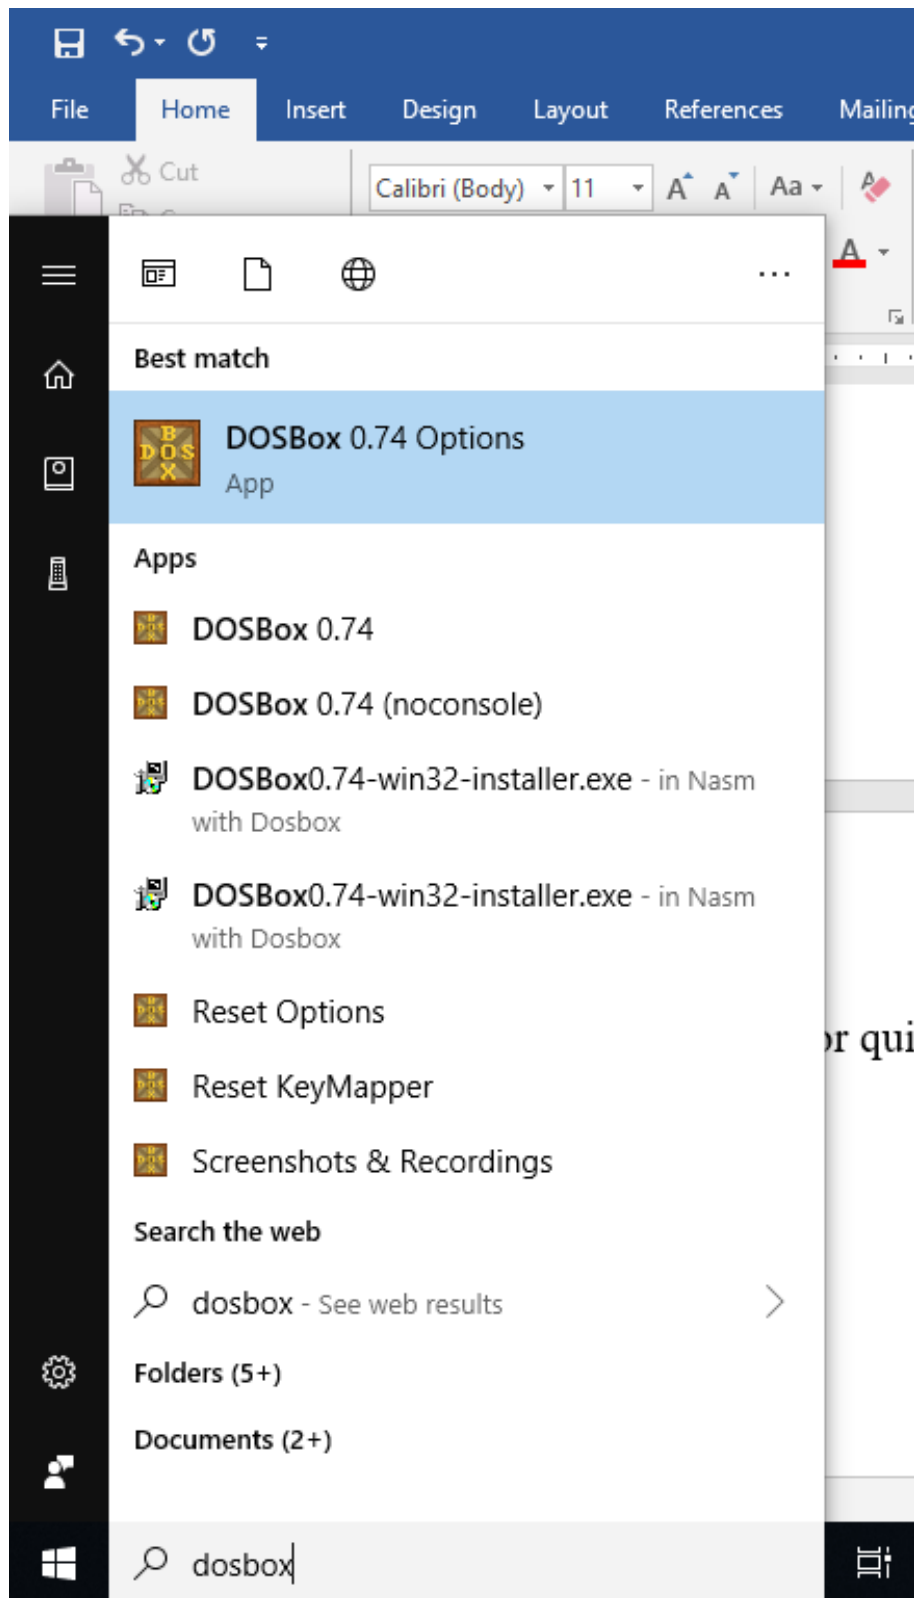 File Home Insert Design Layout References Mailing
Cut
Calibri (Body) 11 A A Aa A
A
Best match
DOSBox 0.74 Options
App
Apps
DOSBox 0.74
DOSBox 0.74 (noconsole)
DOSBox0.74-win32-installer.exe - in Nasm
with Dosbox
DOSBox0.74-win32-installer.exe - in Nasm
with Dosbox
Reset Options
or qui
Reset KeyMapper
Screenshots & Recordings
Search the web
dosbox - See web results
Folders (5+)
Documents (2+)
dosbox